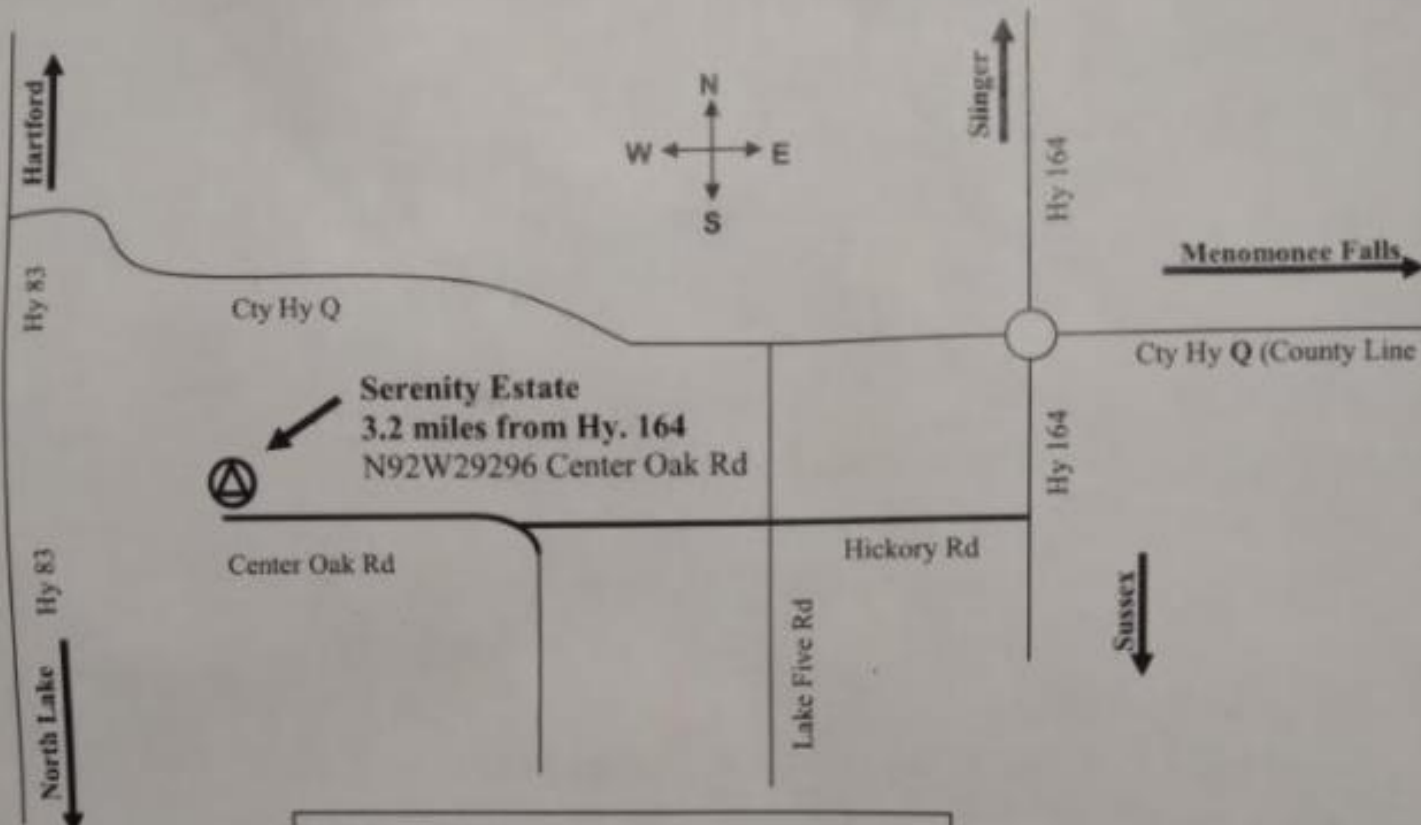 Hartford
Slinger
N
W E
S
Hy 164
Hy 83
Menomonee Falls
Cty Hy Q
Cty Hy Q (County Line
Serenity Estate
3.2 miles from Hy. 164
N92W29296 Center Oak Rd
Hy 164
Center Oak Rd
Hickory Rd
Hy 83
Sussex
Lake Five Rd
North Lake